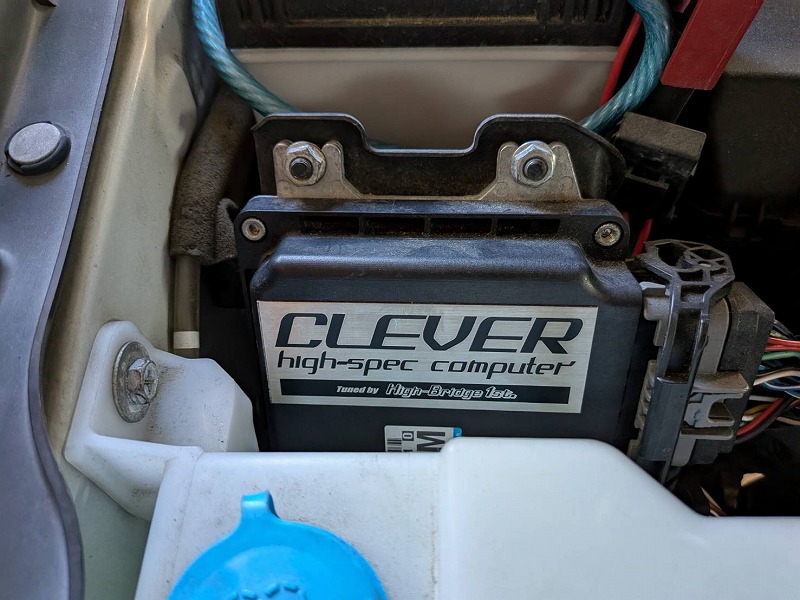 CLEVER
high-spec computer
Tuned by High-Bridge 1st.
M